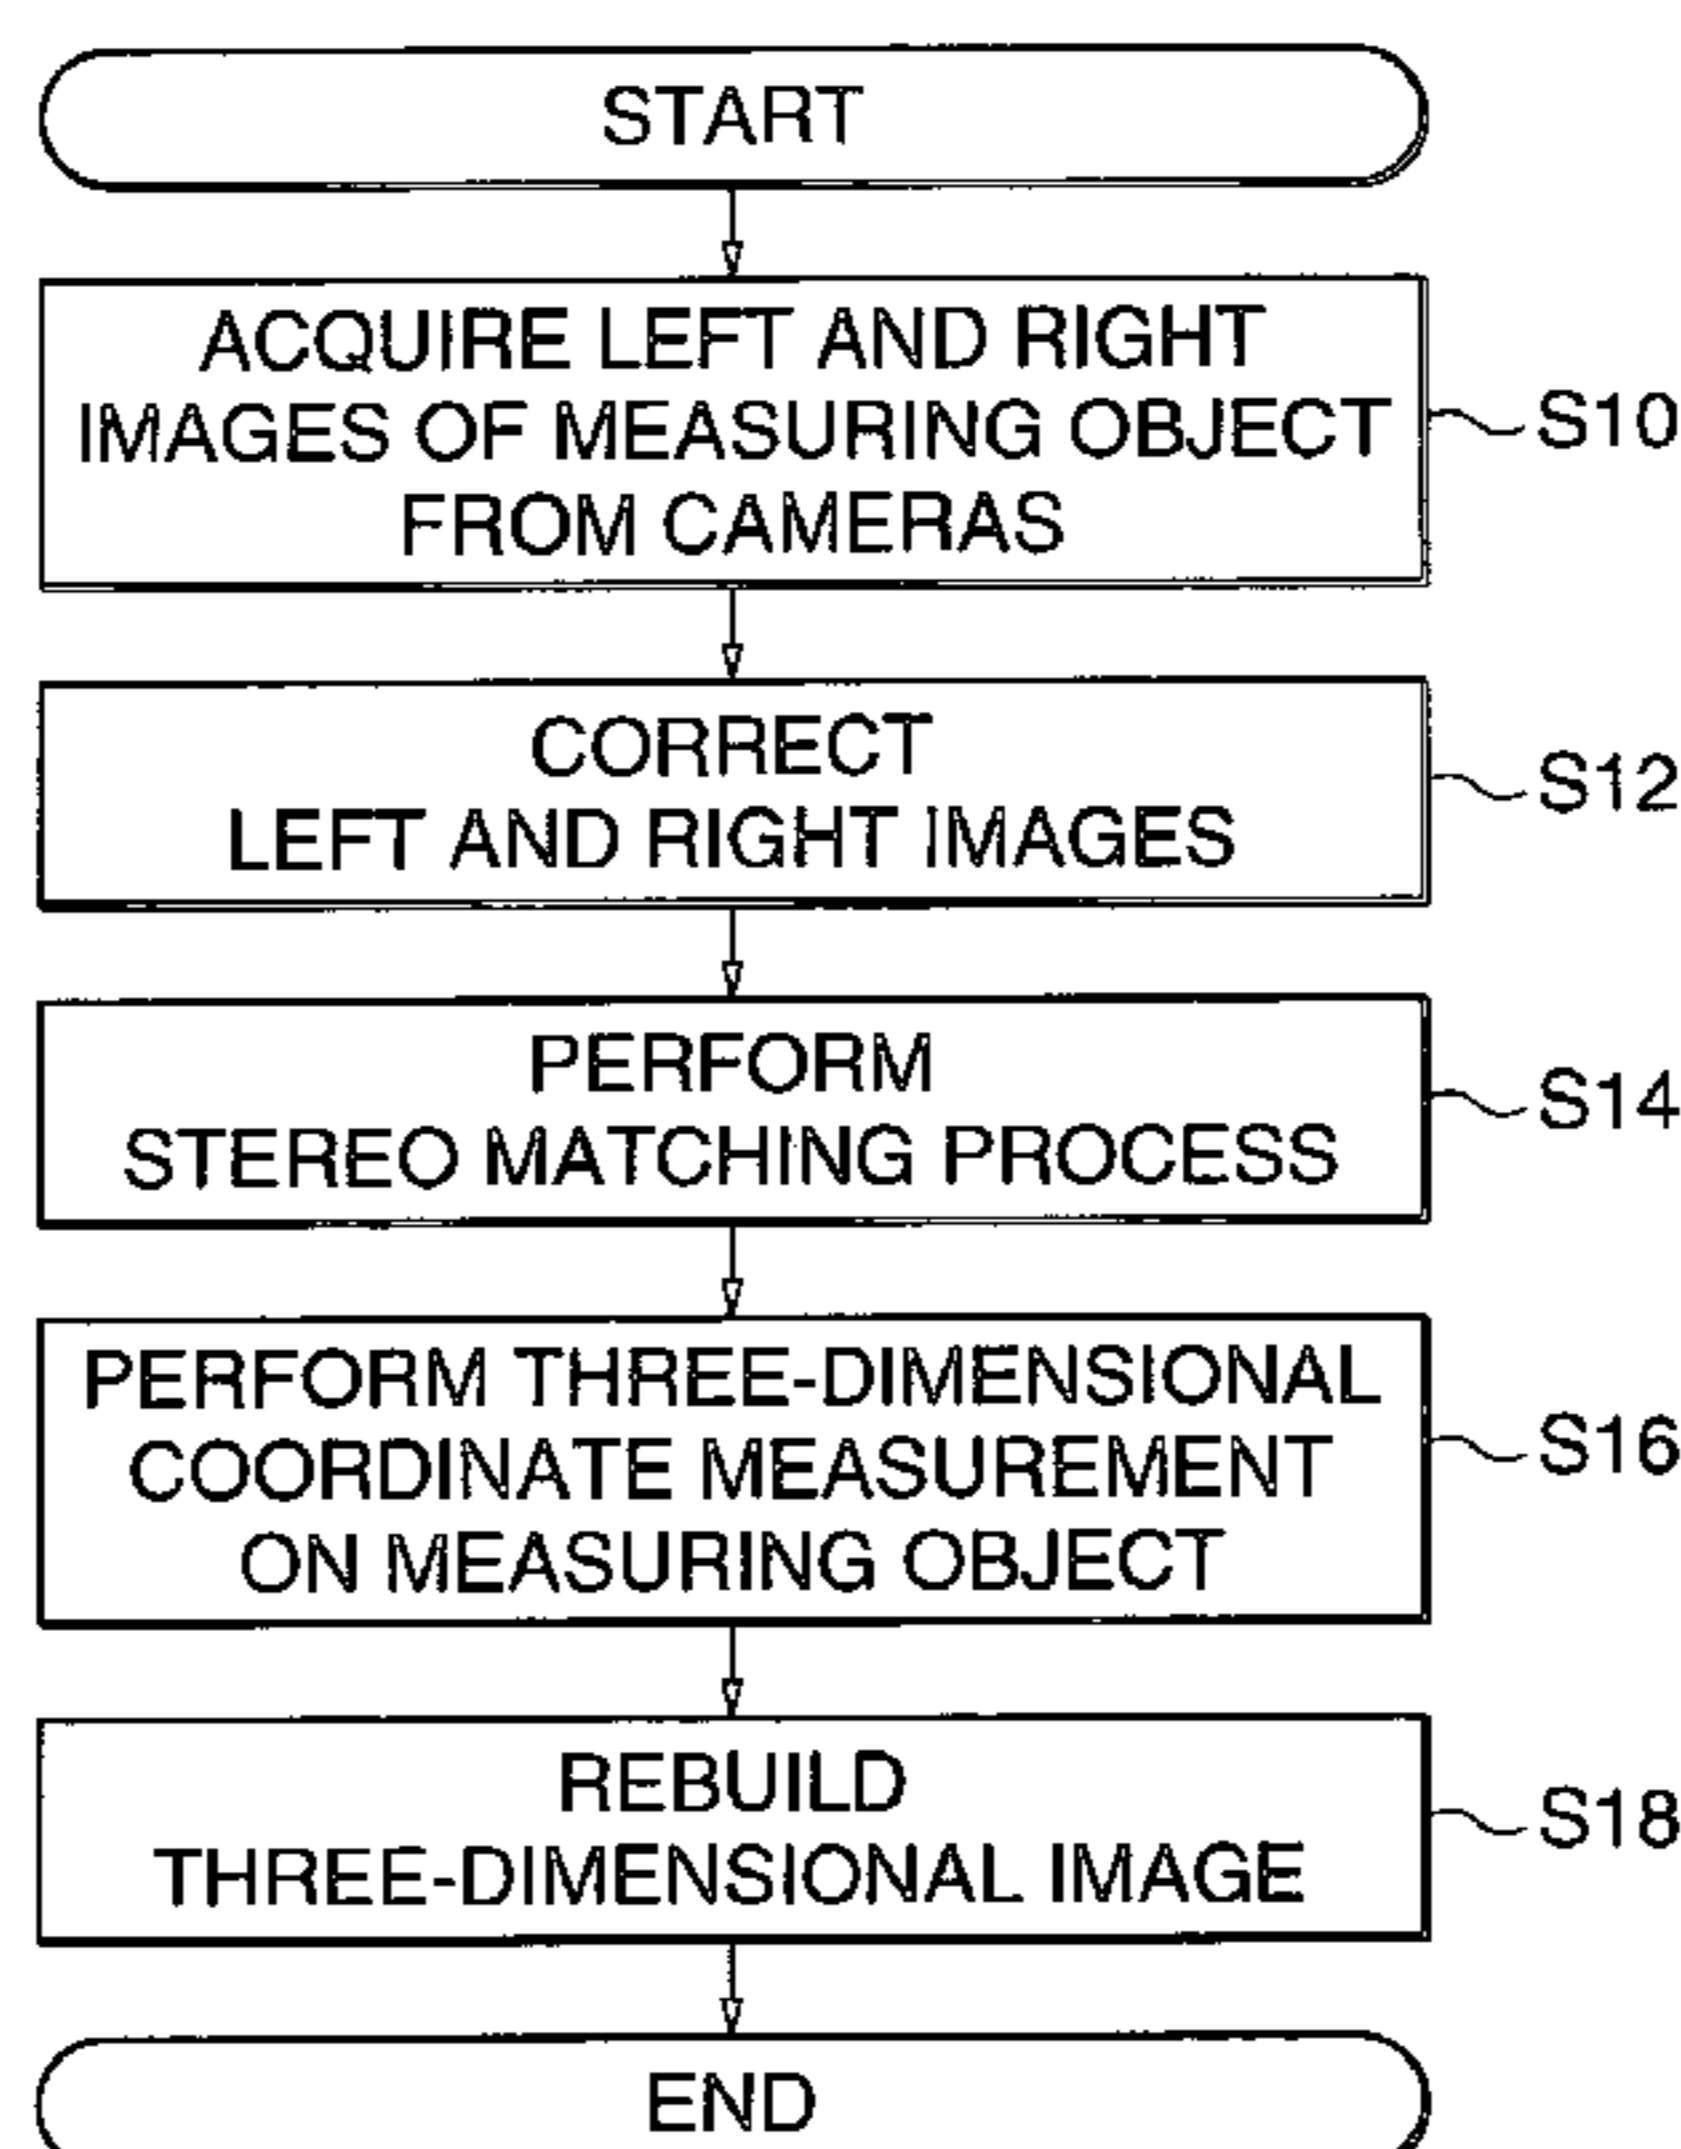 START
ACQUIRE LEFT AND RIGHT
IMAGES OF MEASURING OBJECT
FROM CAMERAS
S10
CORRECT
LEFT AND RIGHT IMAGES
S12
PERFORM
STEREO MATCHING PROCESS
S14
PERFORM THREE-DIMENSIONAL
COORDINATE MEASUREMENT
ON MEASURING OBJECT
S16
REBUILD
THREE-DIMENSIONAL IMAGE
S18
END